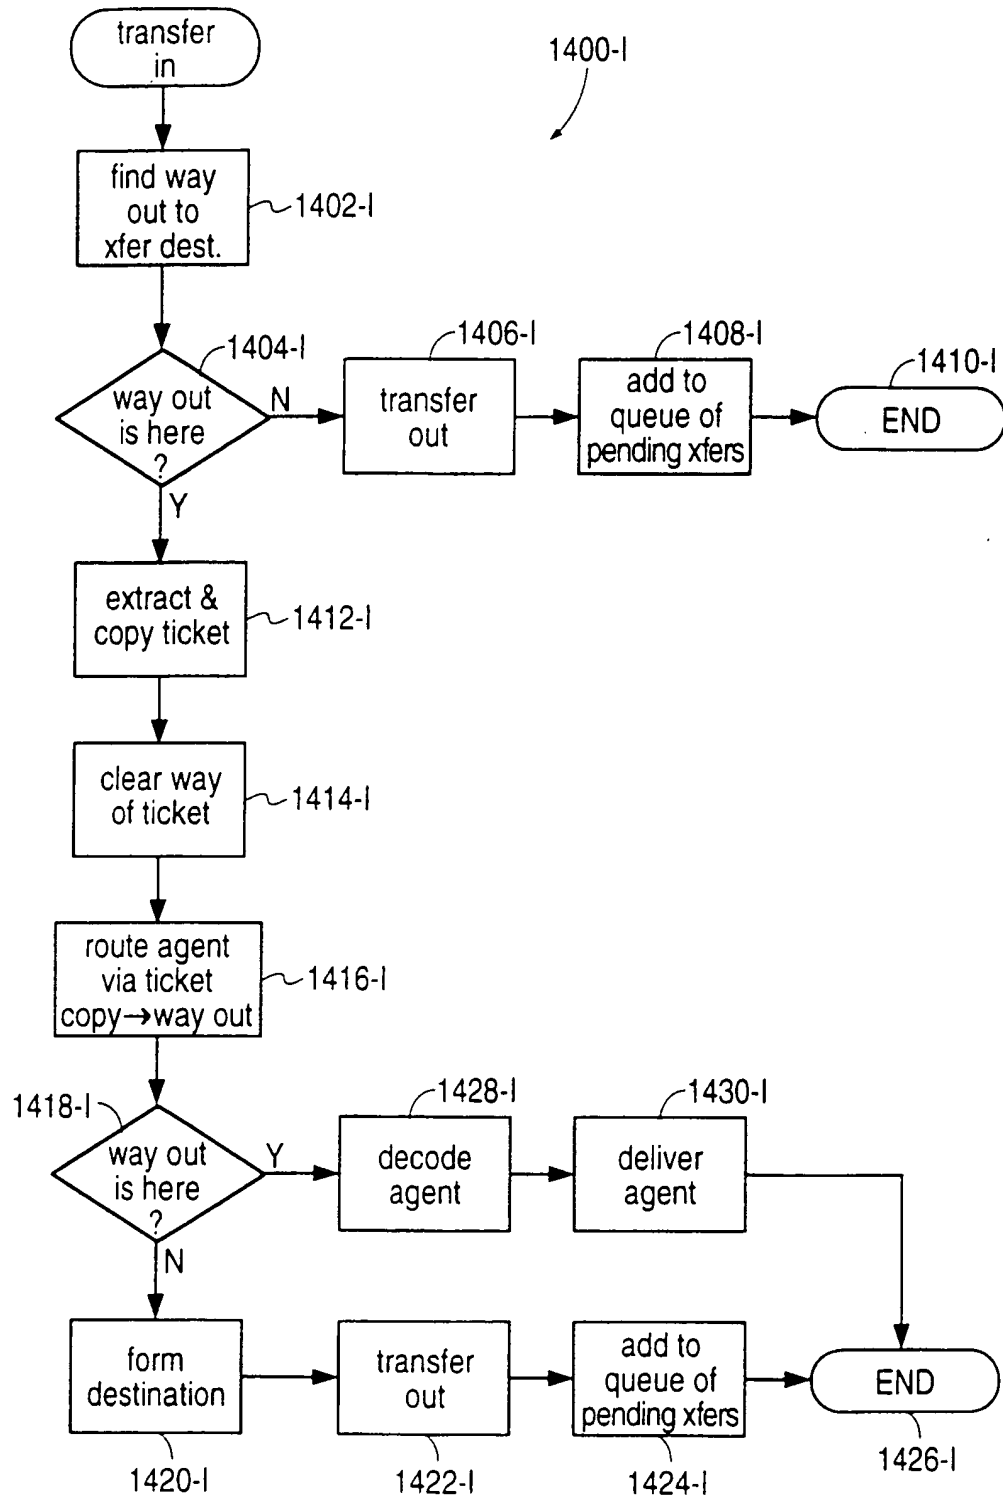 transfer
in
1400-I
find way
out to
xfer dest.
1402-I
1404-I
way out
is here
?
N
Y
1406-I
transfer
out
1408-I
add to
queue of
pending xfers
1410-I
END
extract &
copy ticket
1412-I
clear way
of ticket
1414-I
route agent
via ticket
copy→way out
1416-I
1418-I
way out
is here
?
Y
N
1428-I
decode
agent
1430-I
deliver
agent
form
destination
1420-I
transfer
out
1422-I
add to
queue of
pending xfers
1424-I
END
1426-I